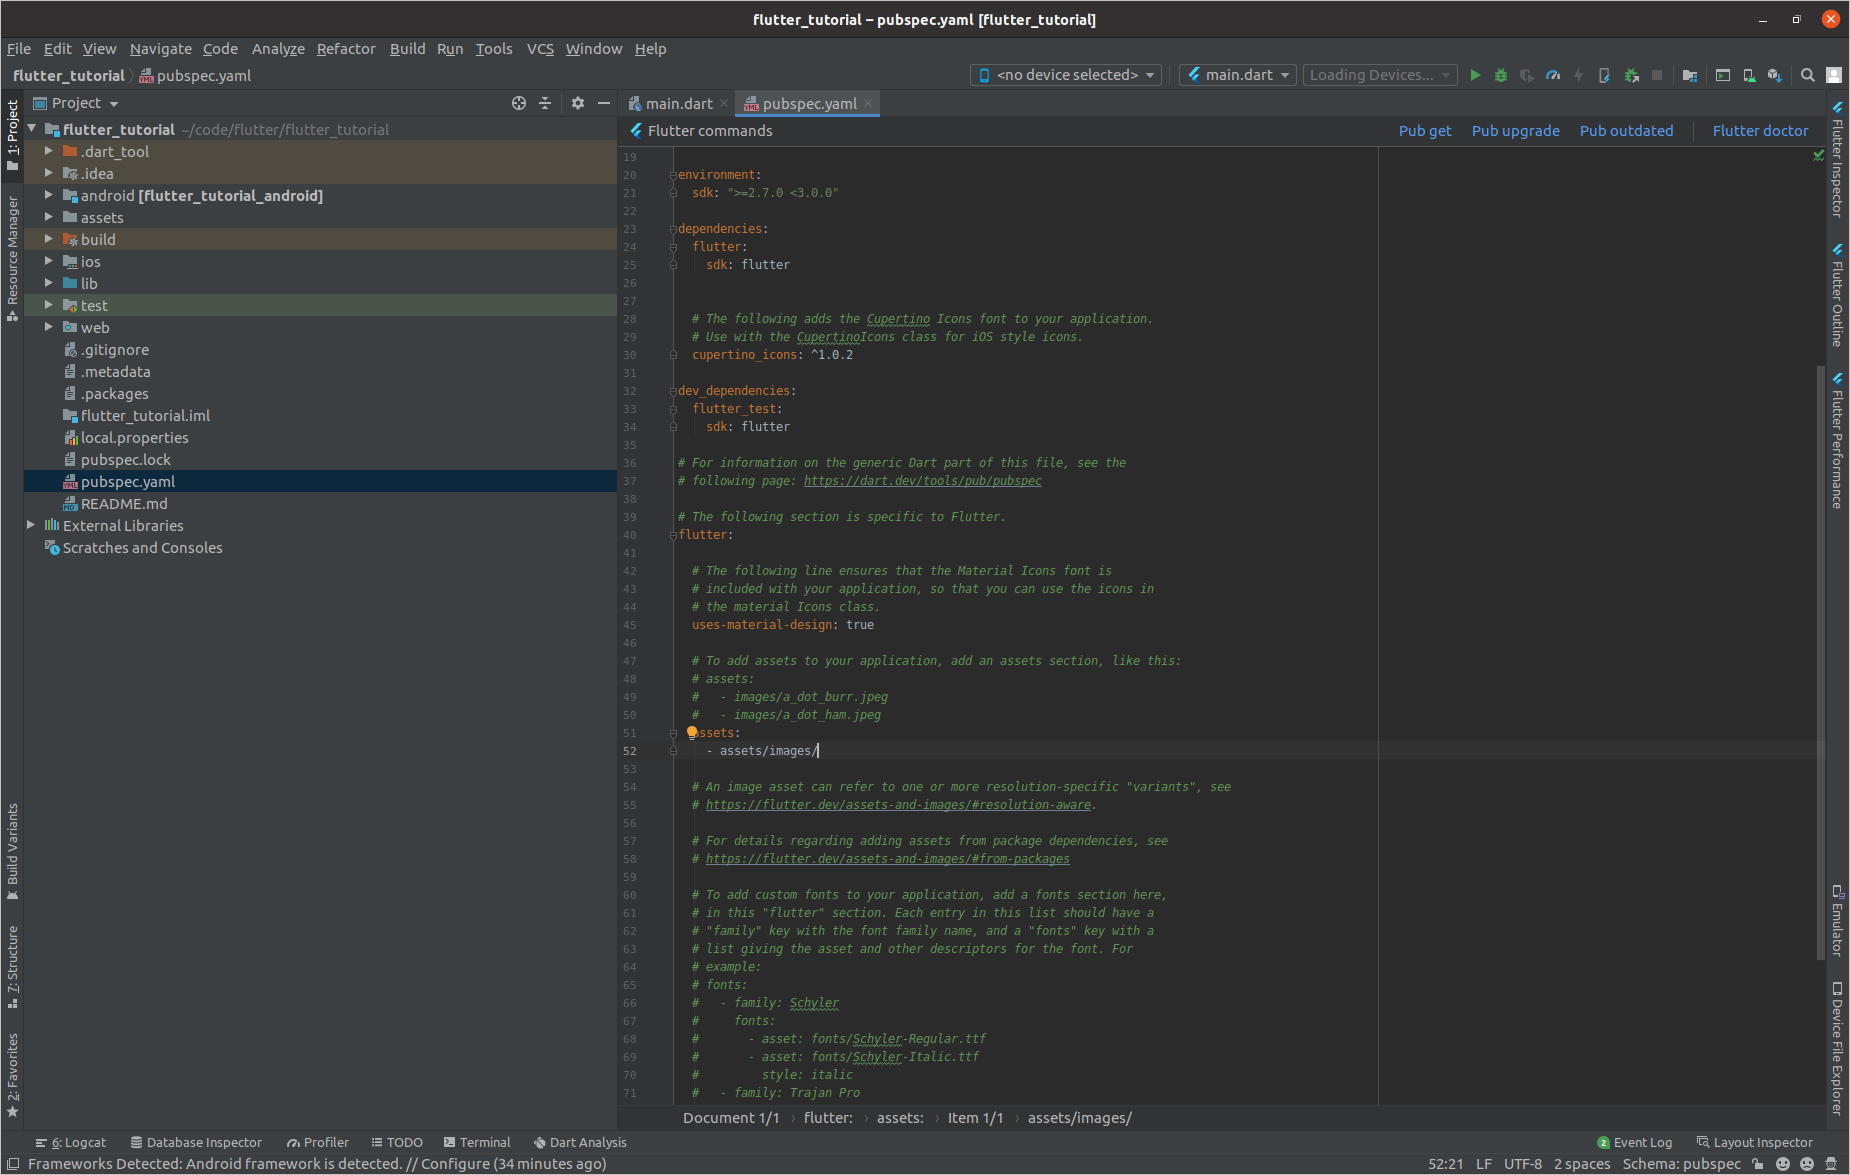 flutter_tutorial – pubspec.yaml [flutter_tutorial]
File Edit View Navigate Code Analyze Refactor Build Run Tools VCS Window Help
flutter_tutorial pubspec.yaml
<no device selected> main.dart Loading Devices...
Project
main.dart pubspec.yaml
Flutter commands Pub get Pub upgrade Pub outdated Flutter doctor
1: Project
Resource Manager
Build Variants
7: Structure
2: Favorites
flutter_tutorial ~/code/flutter/flutter_tutorial
.dart_tool
.idea
android [flutter_tutorial_android]
assets
build
ios
lib
test
web
.gitignore
.metadata
.packages
flutter_tutorial.iml
local.properties
pubspec.lock
pubspec.yaml
README.md
External Libraries
Scratches and Consoles
19
20 environment:
21 sdk: ">=2.7.0 <3.0.0"
22
23 dependencies:
24 flutter:
25 sdk: flutter
26
27
28 # The following adds the Cupertino Icons font to your application.
29 # Use with the CupertinoIcons class for iOS style icons.
30 cupertino_icons: ^1.0.2
31
32 dev_dependencies:
33 flutter_test:
34 sdk: flutter
35
36 # For information on the generic Dart part of this file, see the
37 # following page: https://dart.dev/tools/pub/pubspec
38
39 # The following section is specific to Flutter.
40 flutter:
41
42 # The following line ensures that the Material Icons font is
43 # included with your application, so that you can use the icons in
44 # the material Icons class.
45 uses-material-design: true
46
47 # To add assets to your application, add an assets section, like this:
48 # assets:
49 # - images/a_dot_burr.jpeg
50 # - images/a_dot_ham.jpeg
51 ssets:
52 - assets/images/
53
54 # An image asset can refer to one or more resolution-specific "variants", see
55 # https://flutter.dev/assets-and-images/#resolution-aware.
56
57 # For details regarding adding assets from package dependencies, see
58 # https://flutter.dev/assets-and-images/#from-packages
59
60 # To add custom fonts to your application, add a fonts section here,
61 # in this "flutter" section. Each entry in this list should have a
62 # "family" key with the font family name, and a "fonts" key with a
63 # list giving the asset and other descriptors for the font. For
64 # example:
65 # fonts:
66 # - family: Schyler
67 # fonts:
68 # - asset: fonts/Schyler-Regular.ttf
69 # - asset: fonts/Schyler-Italic.ttf
70 # style: italic
71 # - family: Trajan Pro
Document 1/1 › flutter: › assets: › Item 1/1 › assets/images/
Flutter Inspector
Flutter Outline
Flutter Performance
Emulator
Device File Explorer
6: Logcat Database Inspector Profiler TODO Terminal Dart Analysis 2 Event Log Layout Inspector
Frameworks Detected: Android framework is detected. // Configure (34 minutes ago) 52:21 LF UTF-8 2 spaces Schema: pubspec